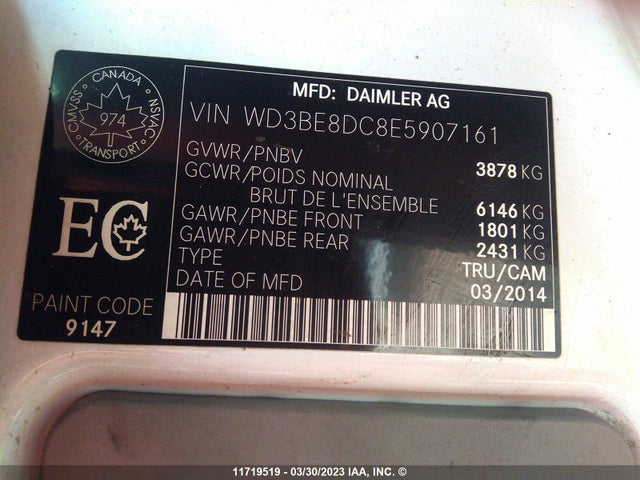 CANADA
CMVSS
NSVAC
974
TRANSPORT
MFD: DAIMLER AG
VIN WD3BE8DC8E5907161
GVWR/PNBV 3878 KG
GCWR/POIDS NOMINAL
BRUT DE L'ENSEMBLE 6146 KG
GAWR/PNBE FRONT 1801 KG
GAWR/PNBE REAR 2431 KG
TYPE TRU/CAM
DATE OF MFD 03/2014
EC
PAINT CODE
9147
11719519 - 03/30/2023 IAA, INC. ©